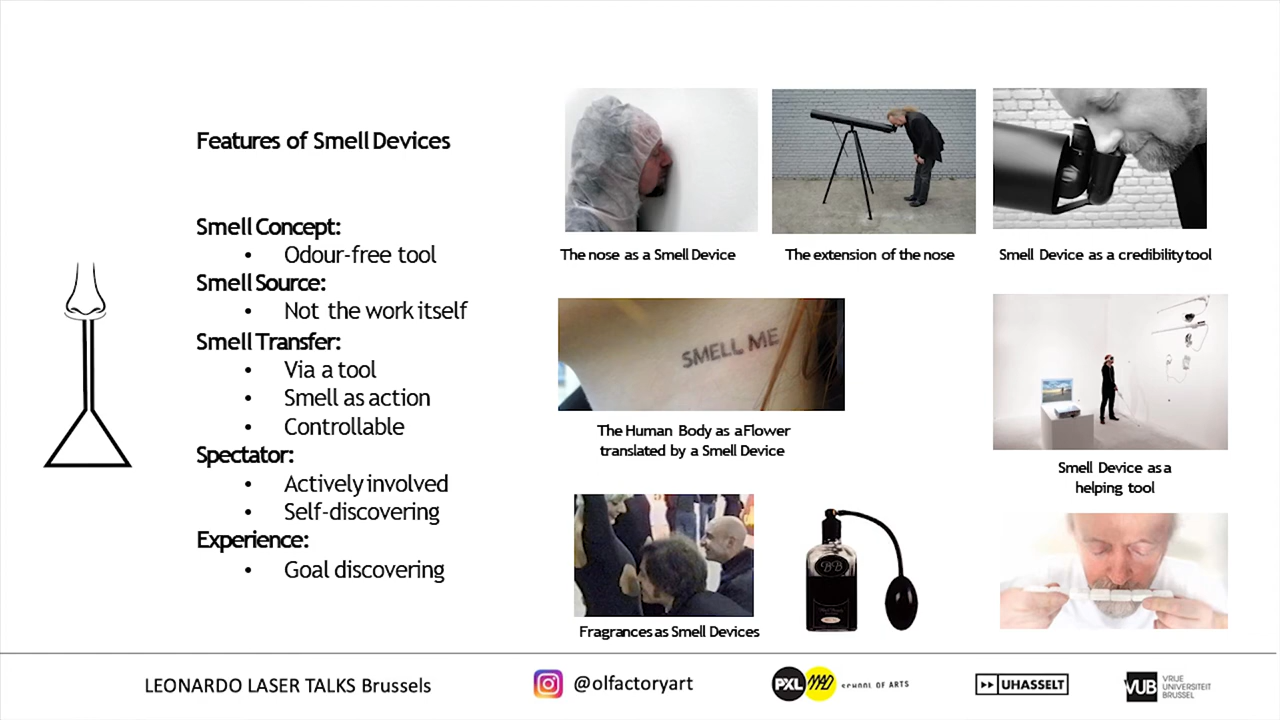 Features of Smell Devices
Smell Concept:
• Odour-free tool
Smell Source:
• Not the work itself
Smell Transfer:
• Via a tool
• Smell as action
• Controllable
Spectator:
• Actively involved
• Self-discovering
Experience:
• Goal discovering
The nose as a Smell Device
The extension of the nose
Smell Device as a credibility tool
SMELL ME
The Human Body as a Flower
translated by a Smell Device
Smell Device as a
helping tool
Fragrances as Smell Devices
LEONARDO LASER TALKS Brussels
@olfactoryart
PXL MAD SCHOOL OF ARTS
UHASSELT
VUB
VRIJE
UNIVERSITEIT
BRUSSEL